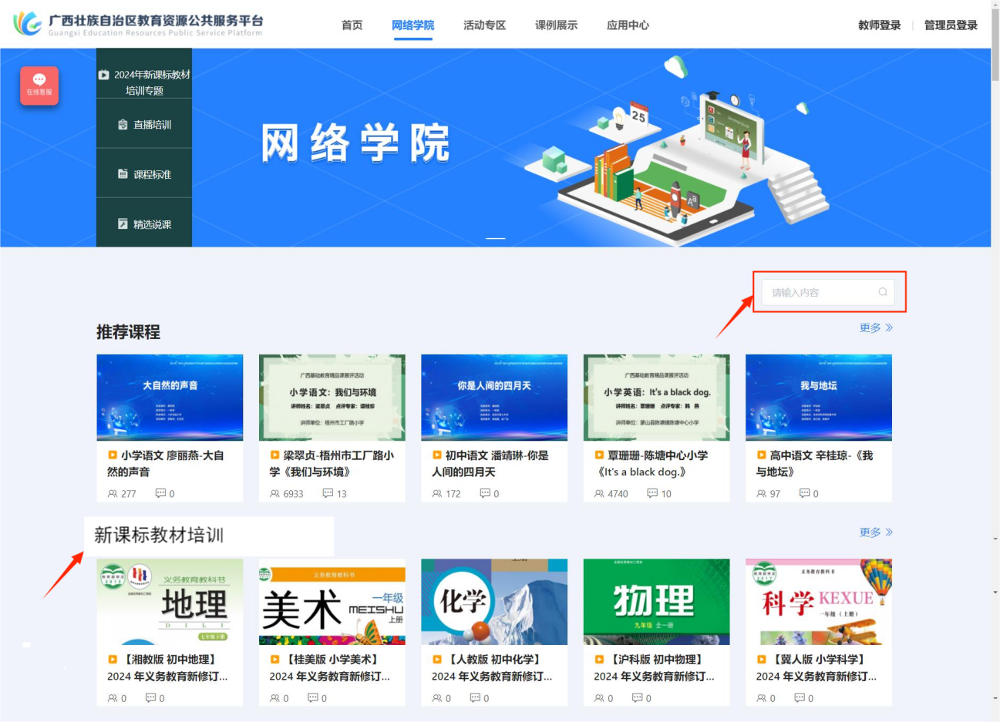 广西壮族自治区教育资源公共服务平台
Guangxi Education Resources Public Service Platform
首页 网络学院 活动专区 课例展示 应用中心
教师登录 管理员登录
在线客服
2024年新课标教材
培训专题
直播培训
课程标准
精选说课
网络学院
25
请输入内容
推荐课程
更多
大自然的声音
广西基础教育精品课展评活动
小学语文：我们与环境
讲师姓名：梁翠贞 点评专家：谭桂珍
讲师单位：梧州市工厂路小学
你是人间的四月天
广西基础教育精品课展评活动
小学英语：It's a black dog.
讲师姓名：覃珊珊 点评专家：韩 燕
讲师单位：蒙山县陈塘镇陈塘中心小学
我与地坛
小学语文 廖丽燕-大自
然的声音
277 0
梁翠贞-梧州市工厂路小
学《我们与环境》
6933 13
初中语文 潘靖琳-你是
人间的四月天
172 0
覃珊珊-陈塘中心小学
《It's a black dog.》
4740 10
高中语文 辛桂琼-《我
与地坛》
97 0
新课标教材培训
更多
义务教育教科书
地理
DILI
七年级下册
义务教育教科书
美术
一年级
MEISHU
上册
化学
物理
九年级 全一册
义务教育教科书
科学 KEXUE
一年级（上册）
【湘教版 初中地理】
2024 年义务教育新修订...
0 0
【桂美版 小学美术】
2024 年义务教育新修订...
0 0
【人教版 初中化学】
2024 年义务教育新修订...
0 0
【沪科版 初中物理】
2024 年义务教育新修订...
0 0
【冀人版 小学科学】
2024 年义务教育新修订...
0 0